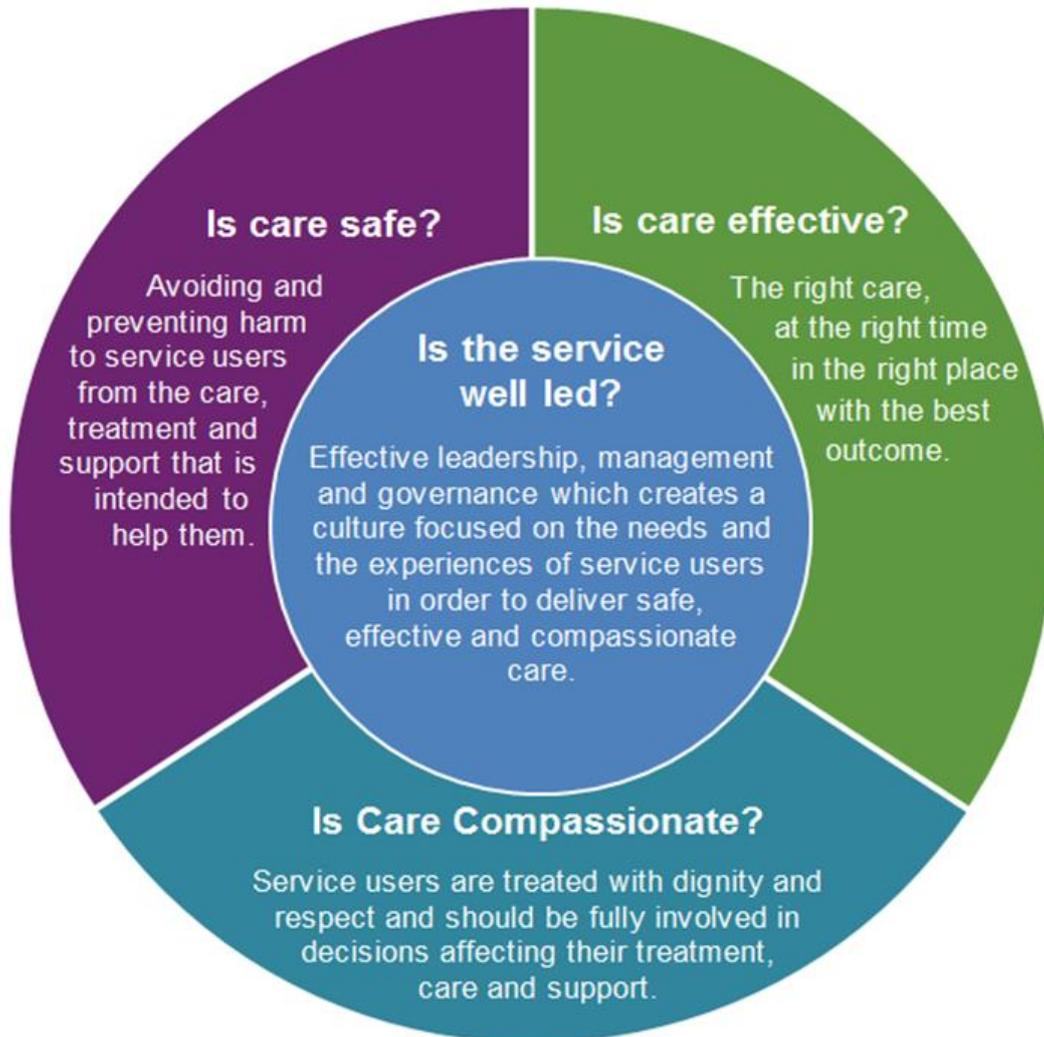 Is care safe?
Avoiding and
preventing harm
to service users
from the care,
treatment and
support that is
intended to
help them.
Is care effective?
The right care,
at the right time
in the right place
with the best
outcome.
Is the service
well led?
Effective leadership, management
and governance which creates a
culture focused on the needs and
the experiences of service users
in order to deliver safe,
effective and compassionate
care.
Is Care Compassionate?
Service users are treated with dignity and
respect and should be fully involved in
decisions affecting their treatment,
care and support.